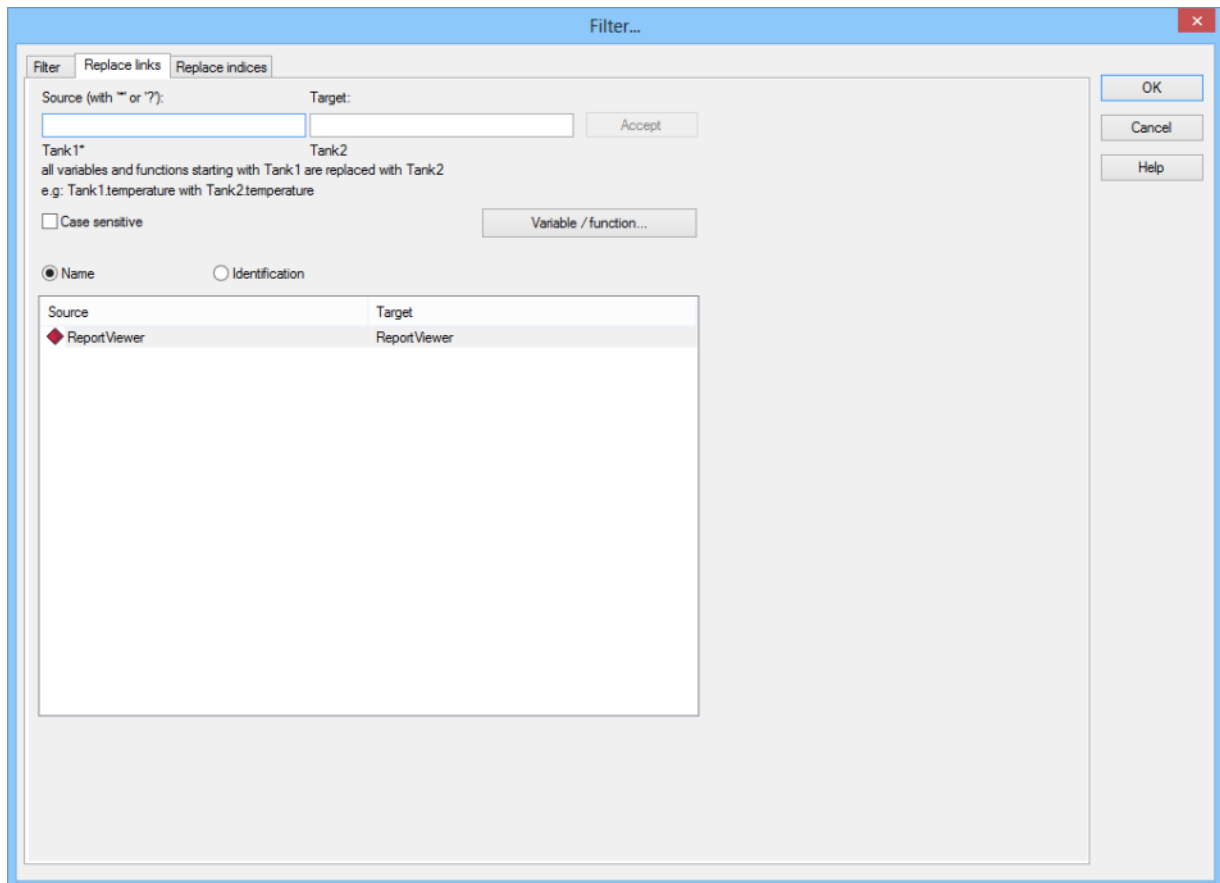 Filter...
Filter Replace links Replace indices
Source (with '*' or '?'): Target:
OK
Accept
Cancel
Tank1* Tank2
all variables and functions starting with Tank1 are replaced with Tank2
Help
e.g: Tank1.temperature with Tank2.temperature
Case sensitive Variable / function...
Name Identification
Source Target
ReportViewer ReportViewer